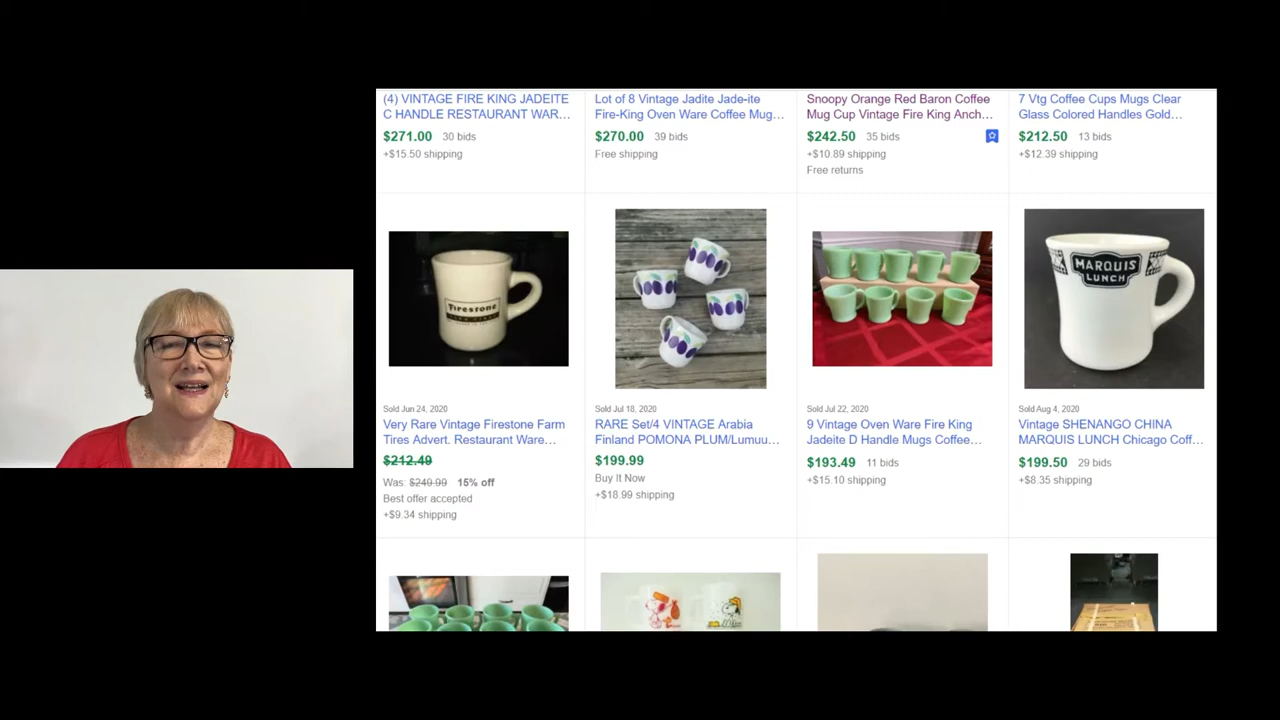 (4) VINTAGE FIRE KING JADEITE
C HANDLE RESTAURANT WAR...
$271.00 30 bids
+$15.50 shipping
Lot of 8 Vintage Jadite Jade-ite
Fire-King Oven Ware Coffee Mug...
$270.00 39 bids
Free shipping
Snoopy Orange Red Baron Coffee
Mug Cup Vintage Fire King Anch...
$242.50 35 bids
+$10.89 shipping
Free returns
7 Vtg Coffee Cups Mugs Clear
Glass Colored Handles Gold...
$212.50 13 bids
+$12.39 shipping
Firestone
MARQUIS
LUNCH
Sold Jun 24, 2020
Very Rare Vintage Firestone Farm
Tires Advert. Restaurant Ware...
$212.49
Was: $249.99 15% off
Best offer accepted
+$9.34 shipping
Sold Jul 18, 2020
RARE Set/4 VINTAGE Arabia
Finland POMONA PLUM/Lumuu...
$199.99
Buy It Now
+$18.99 shipping
Sold Jul 22, 2020
9 Vintage Oven Ware Fire King
Jadeite D Handle Mugs Coffee...
$193.49 11 bids
+$15.10 shipping
Sold Aug 4, 2020
Vintage SHENANGO CHINA
MARQUIS LUNCH Chicago Coff...
$199.50 29 bids
+$8.35 shipping